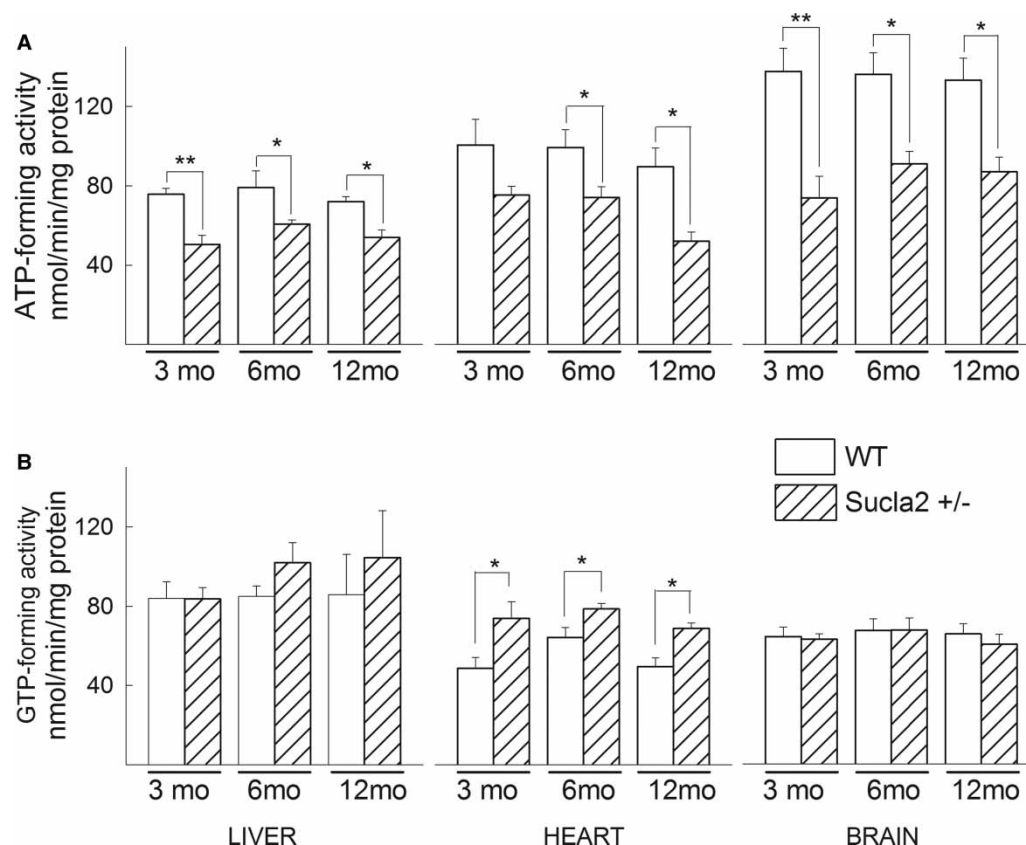 A
ATP-forming activity
nmol/min/mg protein
120
80
40
** * *
* *
** * *
3 mo 6mo 12mo
3 mo 6mo 12mo
3 mo 6mo 12mo
WT
Sucla2 +/-
B
GTP-forming activity
nmol/min/mg protein
120
80
40
* * *
3 mo 6mo 12mo
3 mo 6mo 12mo
3 mo 6mo 12mo
LIVER HEART BRAIN